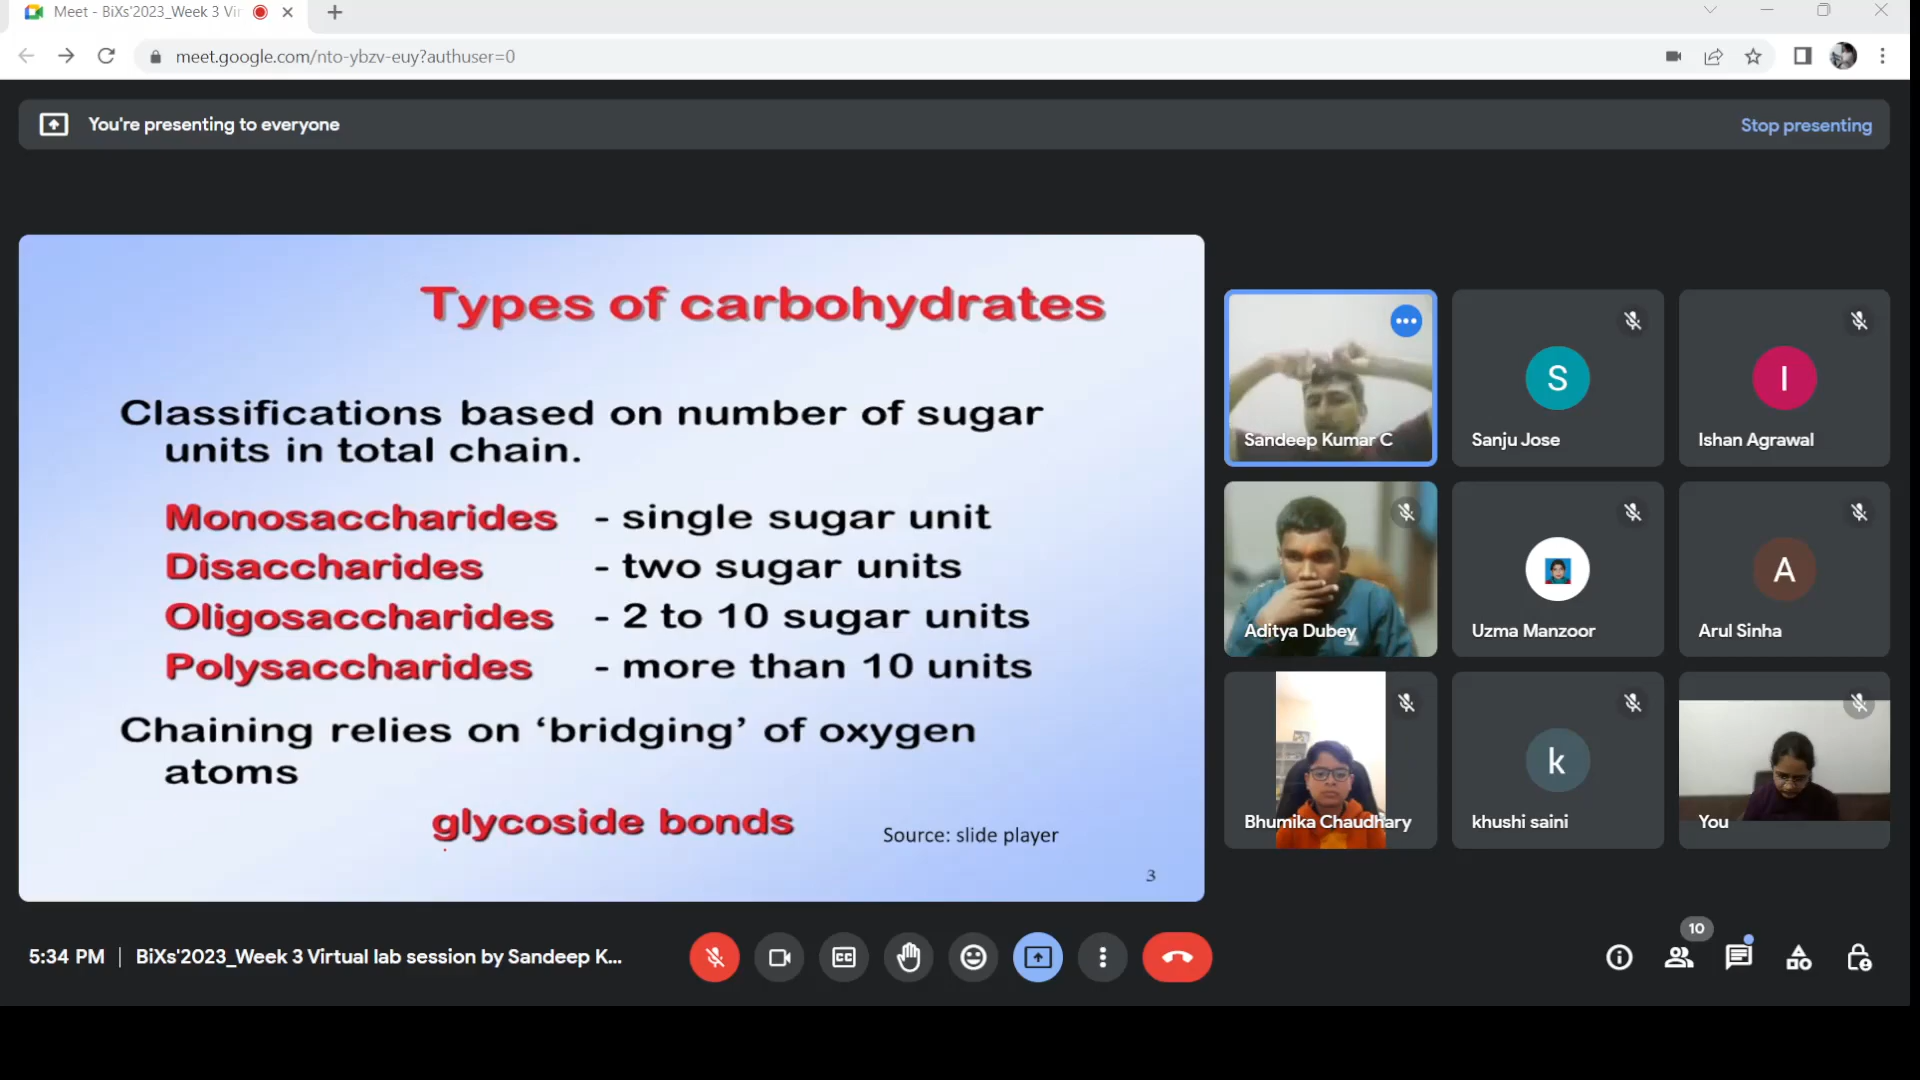 Meet - BiXs'2023_Week 3 Vir
meet.google.com/nto-ybzv-euy?authuser=0
You're presenting to everyone
Stop presenting
Types of carbohydrates
Classifications based on number of sugar
units in total chain.
Monosaccharides - single sugar unit
Disaccharides - two sugar units
Oligosaccharides - 2 to 10 sugar units
Polysaccharides - more than 10 units
Chaining relies on ‘bridging’ of oxygen
atoms
glycoside bonds
Source: slide player
3
Sandeep Kumar C
S
Sanju Jose
I
Ishan Agrawal
Aditya Dubey
Uzma Manzoor
A
Arul Sinha
Bhumika Chaudhary
k
khushi saini
You
5:34 PM | BiXs'2023_Week 3 Virtual lab session by Sandeep K...
CC
10